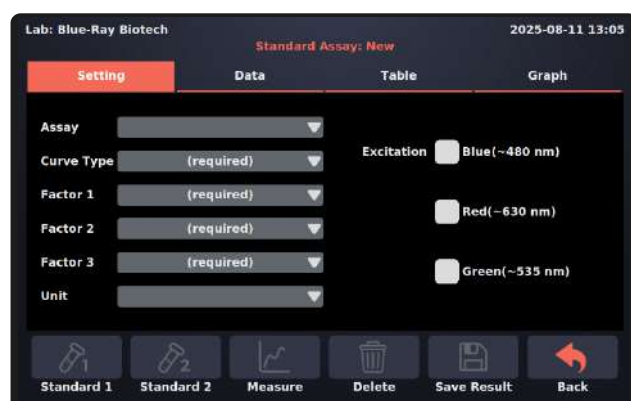 Lab: Blue-Ray Biotech
2025-08-11 13:05
Standard Assay: New
Setting Data Table Graph
Assay
Curve Type (required)
Factor 1 (required)
Factor 2 (required)
Factor 3 (required)
Unit
Excitation Blue(~480 nm)
Red(~630 nm)
Green(~535 nm)
1 2
Standard 1 Standard 2 Measure Delete Save Result Back